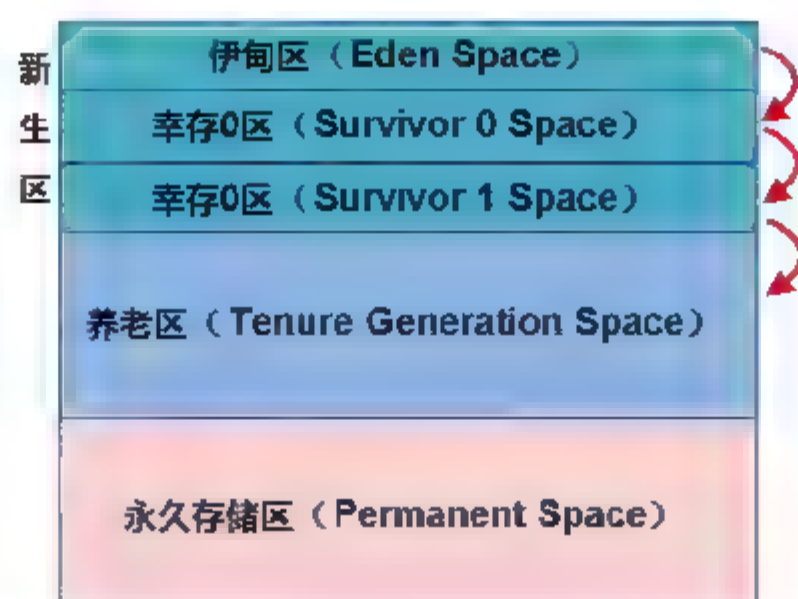 新生区
伊甸区（Eden Space）
幸存0区（Survivor 0 Space）
幸存0区（Survivor 1 Space）
养老区（Tenure Generation Space）
永久存储区（Permanent Space）